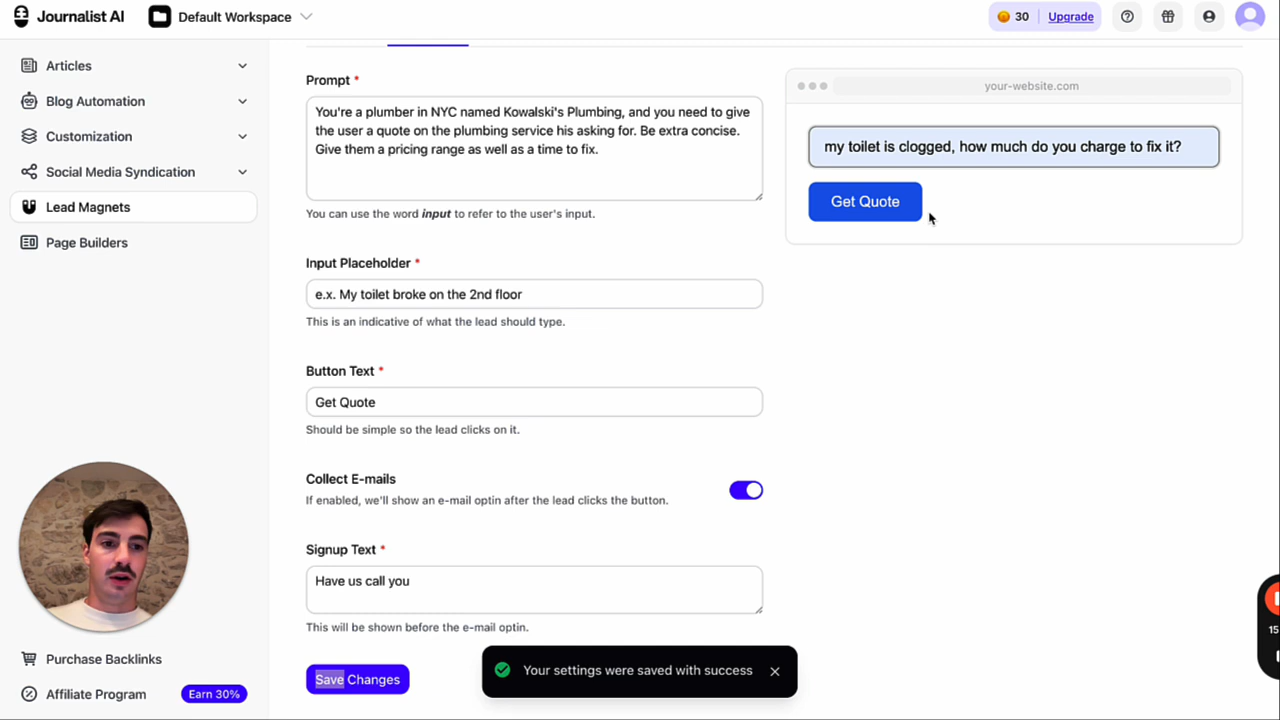 Journalist AI
Default Workspace
30
Upgrade
Articles
Blog Automation
Customization
Social Media Syndication
Lead Magnets
Page Builders
Prompt *
You're a plumber in NYC named Kowalski's Plumbing, and you need to give
the user a quote on the plumbing service his asking for. Be extra concise.
Give them a pricing range as well as a time to fix.
You can use the word input to refer to the user's input.
Input Placeholder *
e.x. My toilet broke on the 2nd floor
This is an indicative of what the lead should type.
Button Text *
Get Quote
Should be simple so the lead clicks on it.
Collect E-mails
If enabled, we'll show an e-mail optin after the lead clicks the button.
Signup Text *
Have us call you
This will be shown before the e-mail optin.
Save Changes
your-website.com
my toilet is clogged, how much do you charge to fix it?
Get Quote
Purchase Backlinks
Affiliate Program
Earn 30%
Your settings were saved with success
15